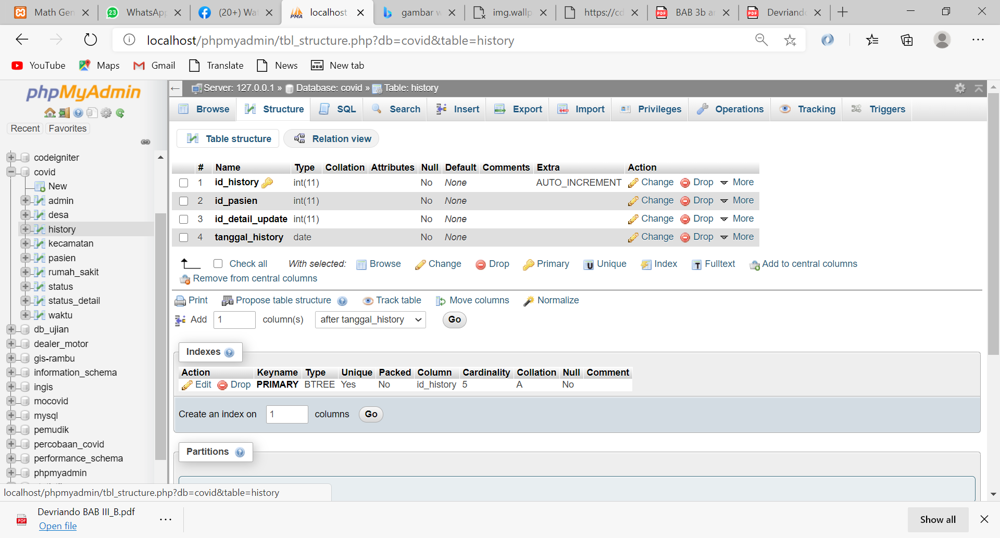 Math Gen
WhatsApp
(20+) Wat
localhost
gambar w
img.wallp
https://cd
BAB 3b a
Devriando
localhost/phpmyadmin/tbl_structure.php?db=covid&table=history
YouTube Maps Gmail Translate News New tab
phpMyAdmin
Recent Favorites
codeigniter
covid
New
admin
desa
history
kecamatan
pasien
rumah_sakit
status
status_detail
waktu
db_ujian
dealer_motor
gis-rambu
information_schema
ingis
mocovid
mysql
pemudik
percobaan_covid
performance_schema
phpmyadmin
Server: 127.0.0.1 » Database: covid » Table: history
Browse Structure SQL Search Insert Export Import Privileges Operations Tracking Triggers
Table structure Relation view
# Name Type Collation Attributes Null Default Comments Extra Action
1 id_history int(11) No None AUTO_INCREMENT Change Drop More
2 id_pasien int(11) No None Change Drop More
3 id_detail_update int(11) No None Change Drop More
4 tanggal_history date No None Change Drop More
Check all With selected: Browse Change Drop Primary Unique Index Fulltext Add to central columns
Remove from central columns
Print Propose table structure Track table Move columns Normalize
Add 1 column(s) after tanggal_history Go
Indexes
Action Keyname Type Unique Packed Column Cardinality Collation Null Comment
Edit Drop PRIMARY BTREE Yes No id_history 5 A No
Create an index on 1 columns Go
Partitions
localhost/phpmyadmin/tbl_structure.php?db=covid&table=history
Devriando BAB III_B.pdf
Open file
Show all